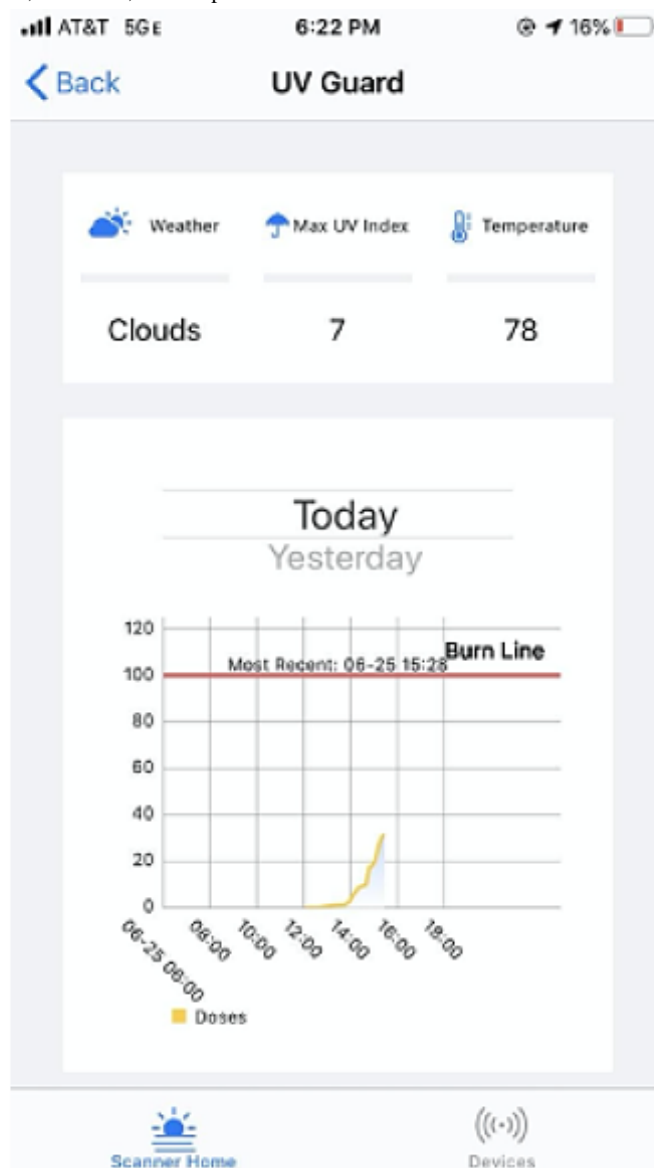 AT&T 5GE 6:22 PM 16%
Back UV Guard
Weather Max UV Index Temperature
Clouds 7 78
Today
Yesterday
120
Burn Line
Most Recent: 06-25 15:28
100
80
60
40
20
0
06-25 06:00 08:00 10:00 12:00 14:00 16:00 18:00
Doses
Scanner Home Devices